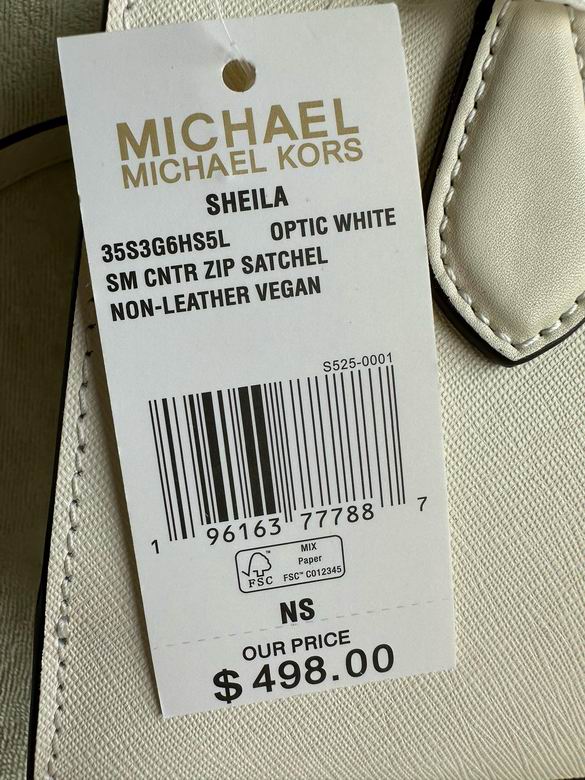 MICHAEL
MICHAEL KORS
SHEILA
35S3G6HS5L OPTIC WHITE
SM CNTR ZIP SATCHEL
NON-LEATHER VEGAN
S525-0001
1 96163 77788 7
MIX
Paper
FSC™ C012345
FSC™
NS
OUR PRICE
$498.00